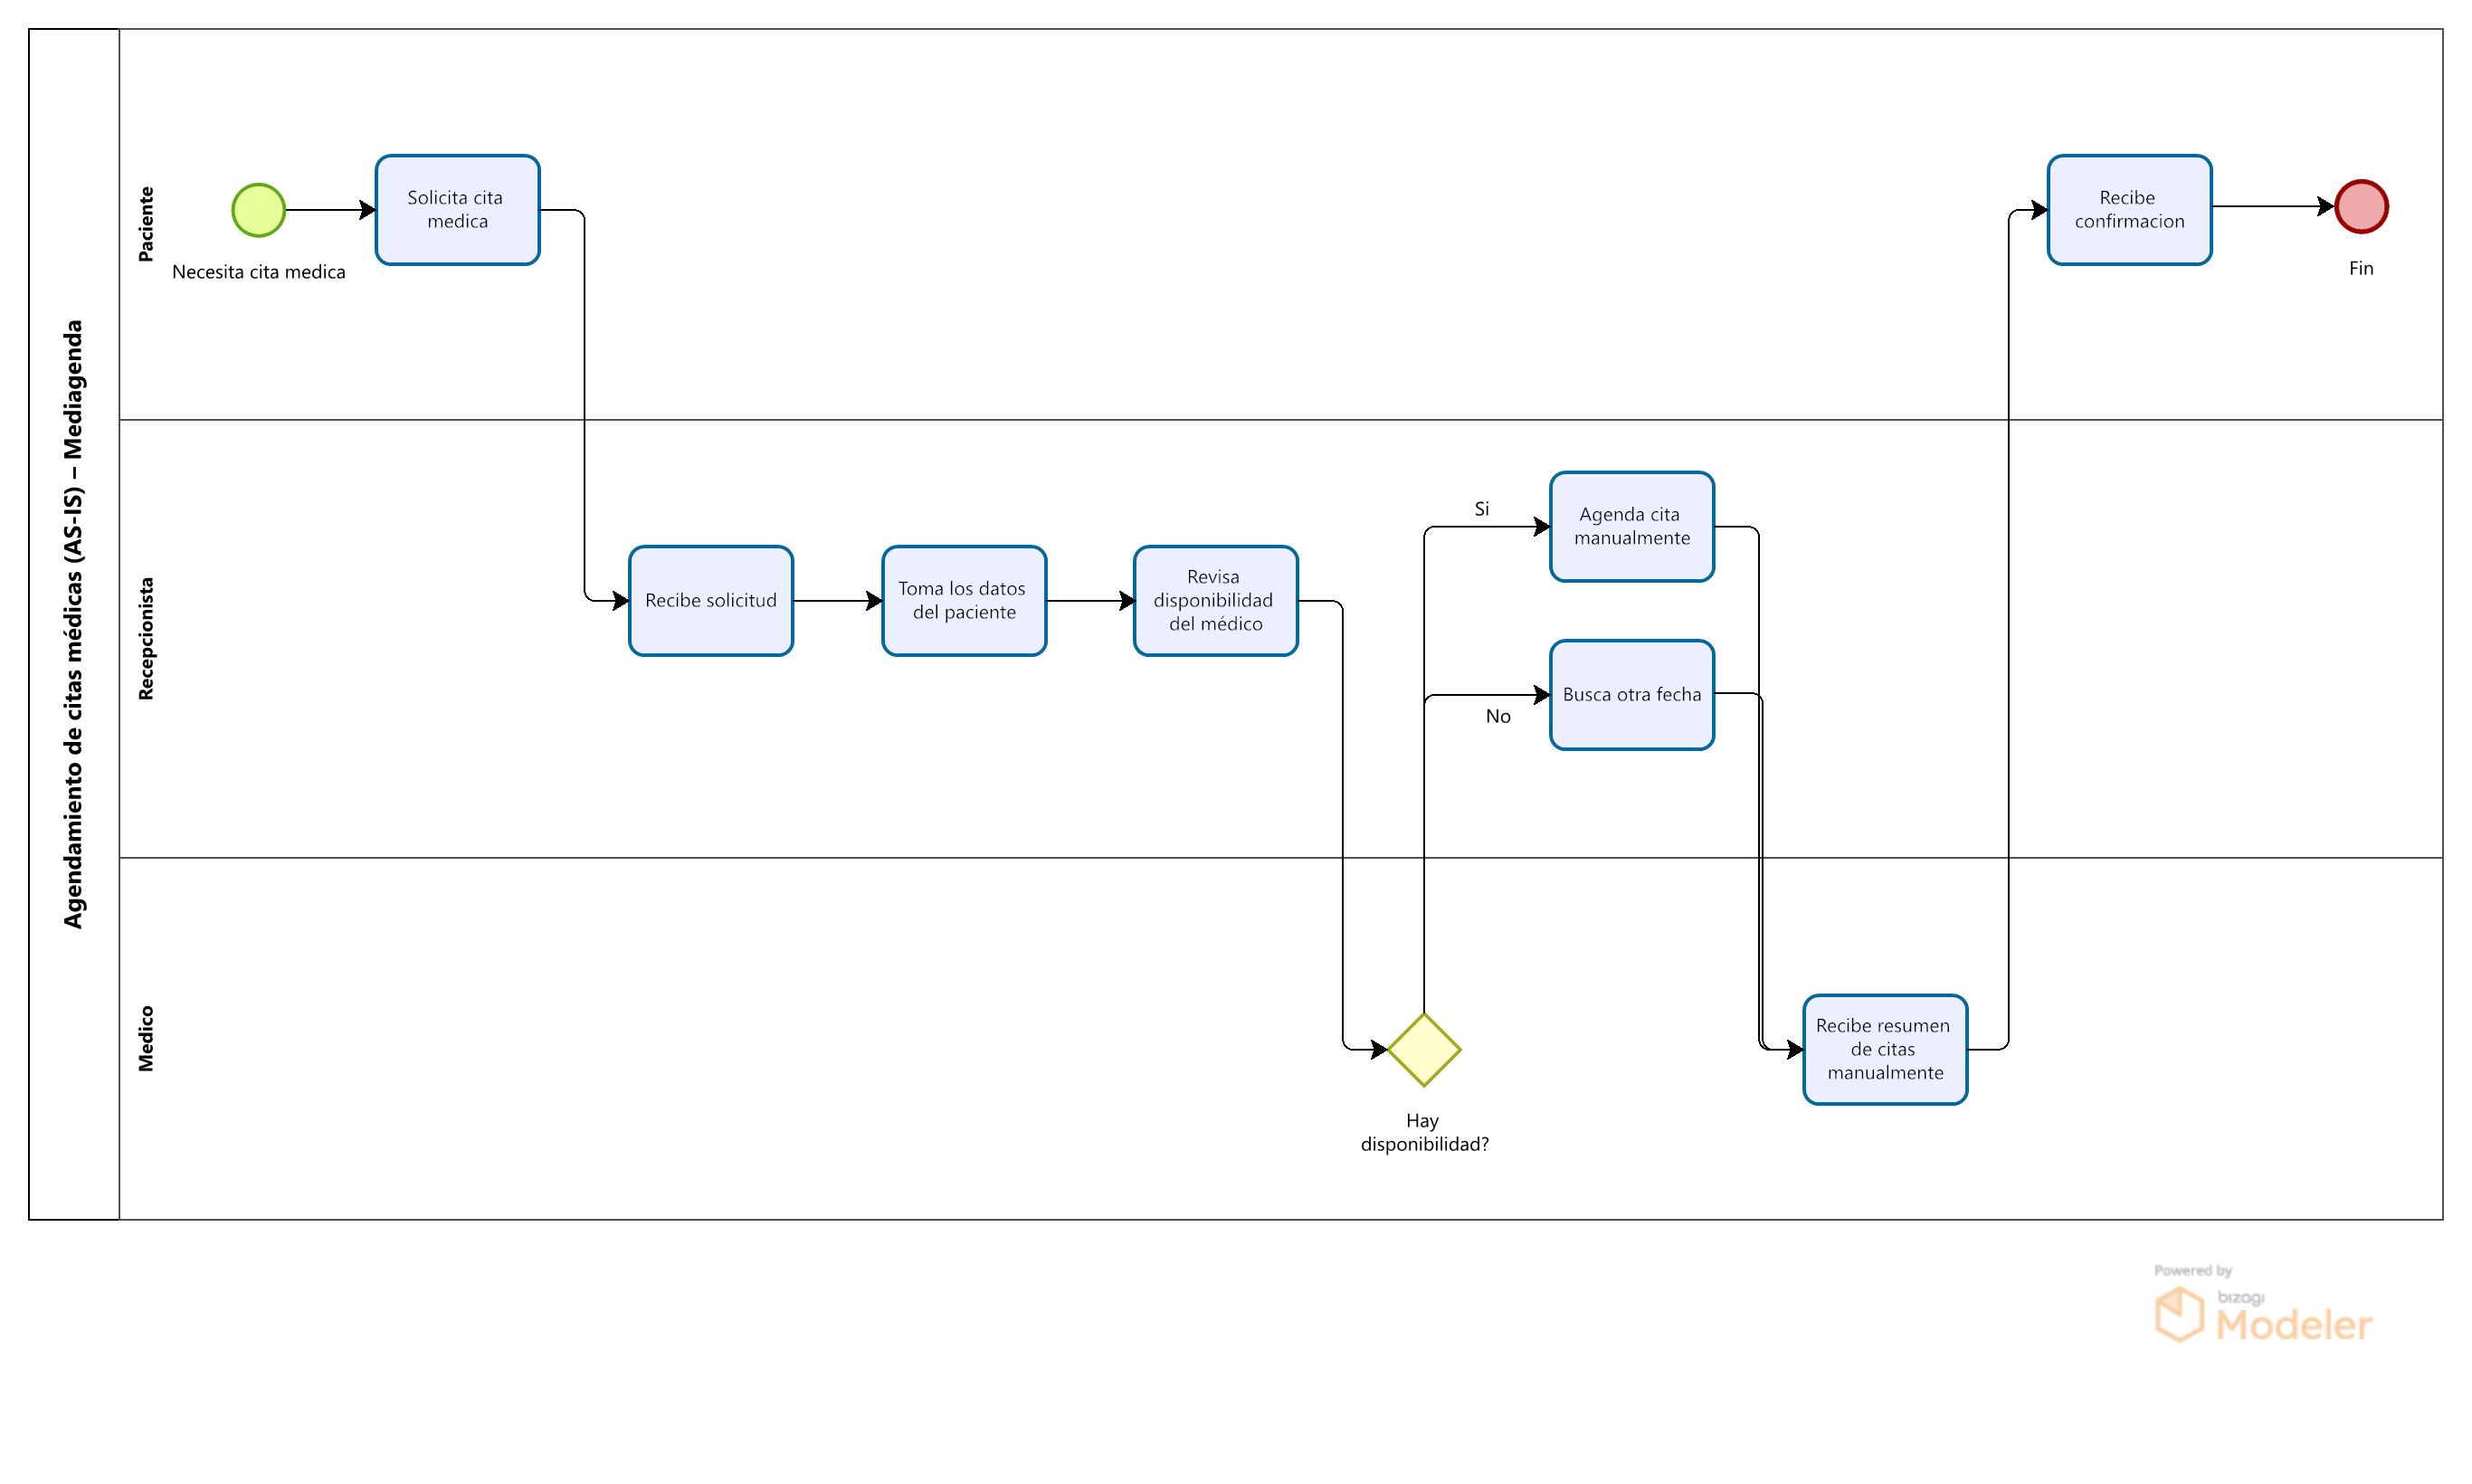 Agendamiento de citas médicas (AS-IS) – Mediagenda
Paciente
Necesita cita medica
Solicita cita
medica
Recibe
confirmacion
Fin
Recepcionista
Recibe solicitud
Toma los datos
del paciente
Revisa
disponibilidad
del médico
Si
Agenda cita
manualmente
No
Busca otra fecha
Medico
Hay
disponibilidad?
Recibe resumen
de citas
manualmente
Powered by
bizagi
Modeler